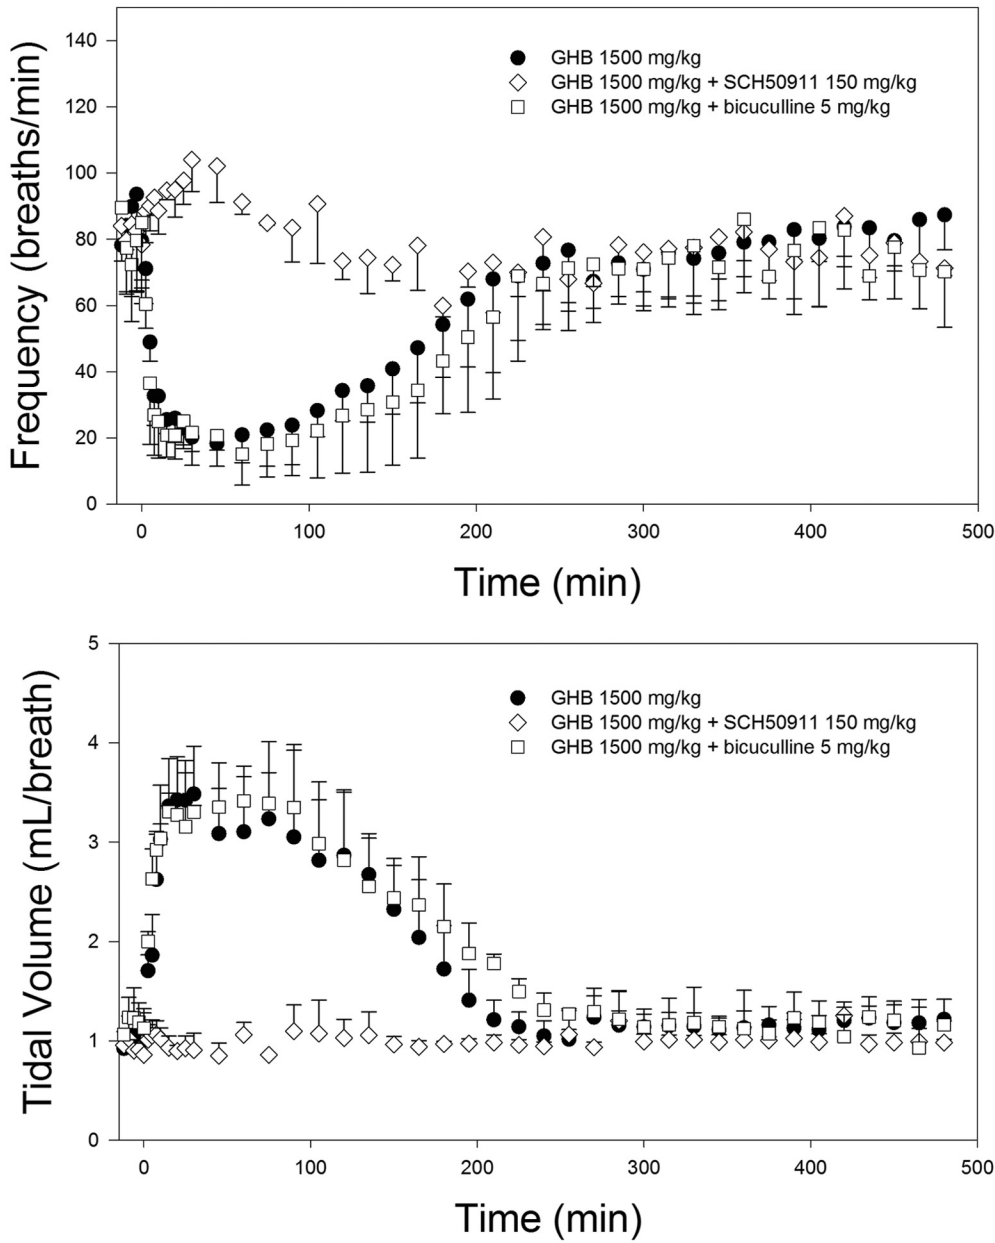 Frequency (breaths/min)
140
120
100
80
60
40
20
0
GHB 1500 mg/kg
GHB 1500 mg/kg + SCH50911 150 mg/kg
GHB 1500 mg/kg + bicuculline 5 mg/kg
0 100 200 300 400 500
Time (min)
Tidal Volume (mL/breath)
5
4
3
2
1
0
GHB 1500 mg/kg
GHB 1500 mg/kg + SCH50911 150 mg/kg
GHB 1500 mg/kg + bicuculline 5 mg/kg
0 100 200 300 400 500
Time (min)